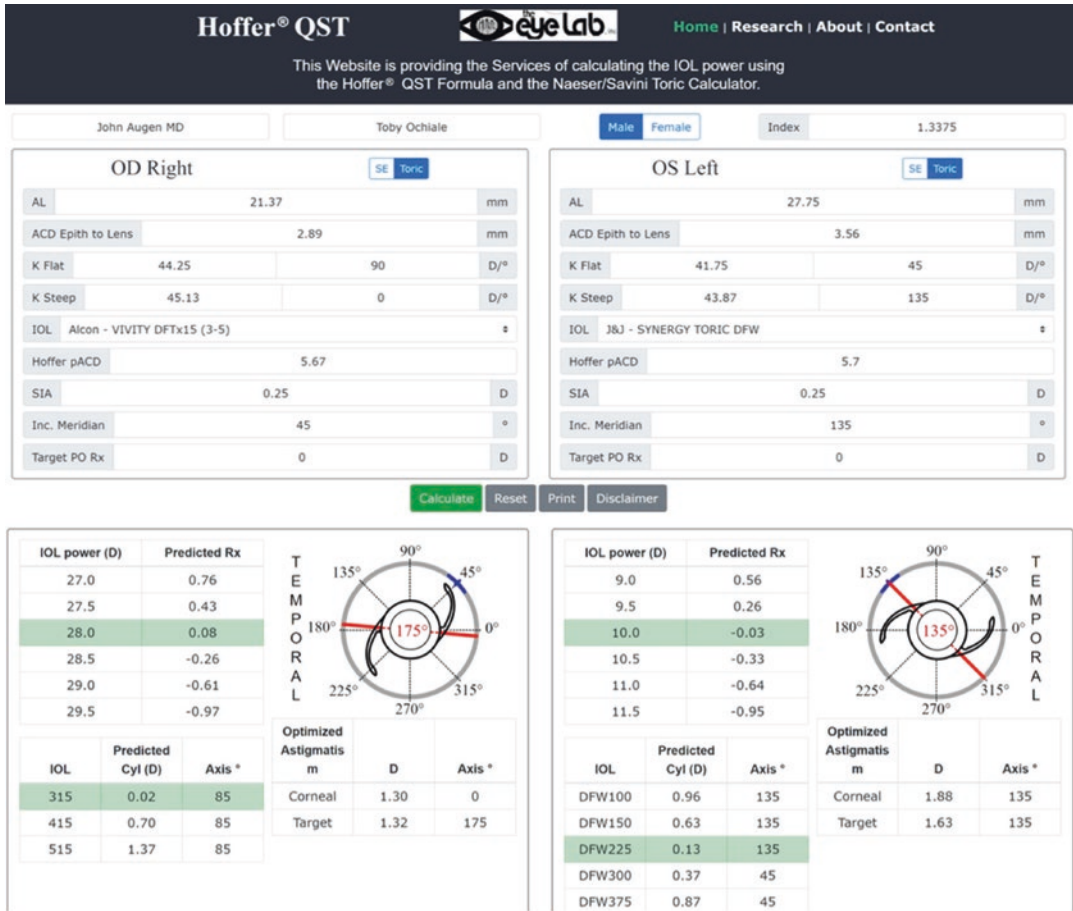 Hoffer® QST
the eye Lab. Inc.
Home | Research | About | Contact
This Website is providing the Services of calculating the IOL power using
the Hoffer® QST Formula and the Naeser/Savini Toric Calculator.
John Augen MD Toby Ochiale Male Female Index 1.3375
OD Right SE Toric
AL 21.37 mm
ACD Epith to Lens 2.89 mm
K Flat 44.25 90 D/º
K Steep 45.13 0 D/º
IOL Alcon - VIVITY DFTx15 (3-5)
Hoffer pACD 5.67
SIA 0.25 D
Inc. Meridian 45 º
Target PO Rx 0 D
OS Left SE Toric
AL 27.75 mm
ACD Epith to Lens 3.56 mm
K Flat 41.75 45 D/º
K Steep 43.87 135 D/º
IOL J&J - SYNERGY TORIC DFW
Hoffer pACD 5.7
SIA 0.25 D
Inc. Meridian 135 º
Target PO Rx 0 D
Calculate Reset Print Disclaimer
IOL power (D) Predicted Rx
27.0 0.76
27.5 0.43
28.0 0.08
28.5 -0.26
29.0 -0.61
29.5 -0.97
TEMPORAL
90°
135° 45°
180° 175° 0°
225° 315°
270°
IOL Predicted Cyl (D) Axis °
315 0.02 85
415 0.70 85
515 1.37 85
Optimized
Astigmatis
m D Axis °
Corneal 1.30 0
Target 1.32 175
IOL power (D) Predicted Rx
9.0 0.56
9.5 0.26
10.0 -0.03
10.5 -0.33
11.0 -0.64
11.5 -0.95
90°
135° 45°
180° 135° 0°
225° 315°
270°
TEMPORAL
IOL Predicted Cyl (D) Axis °
DFW100 0.96 135
DFW150 0.63 135
DFW225 0.13 135
DFW300 0.37 45
DFW375 0.87 45
Optimized
Astigmatis
m D Axis °
Corneal 1.88 135
Target 1.63 135